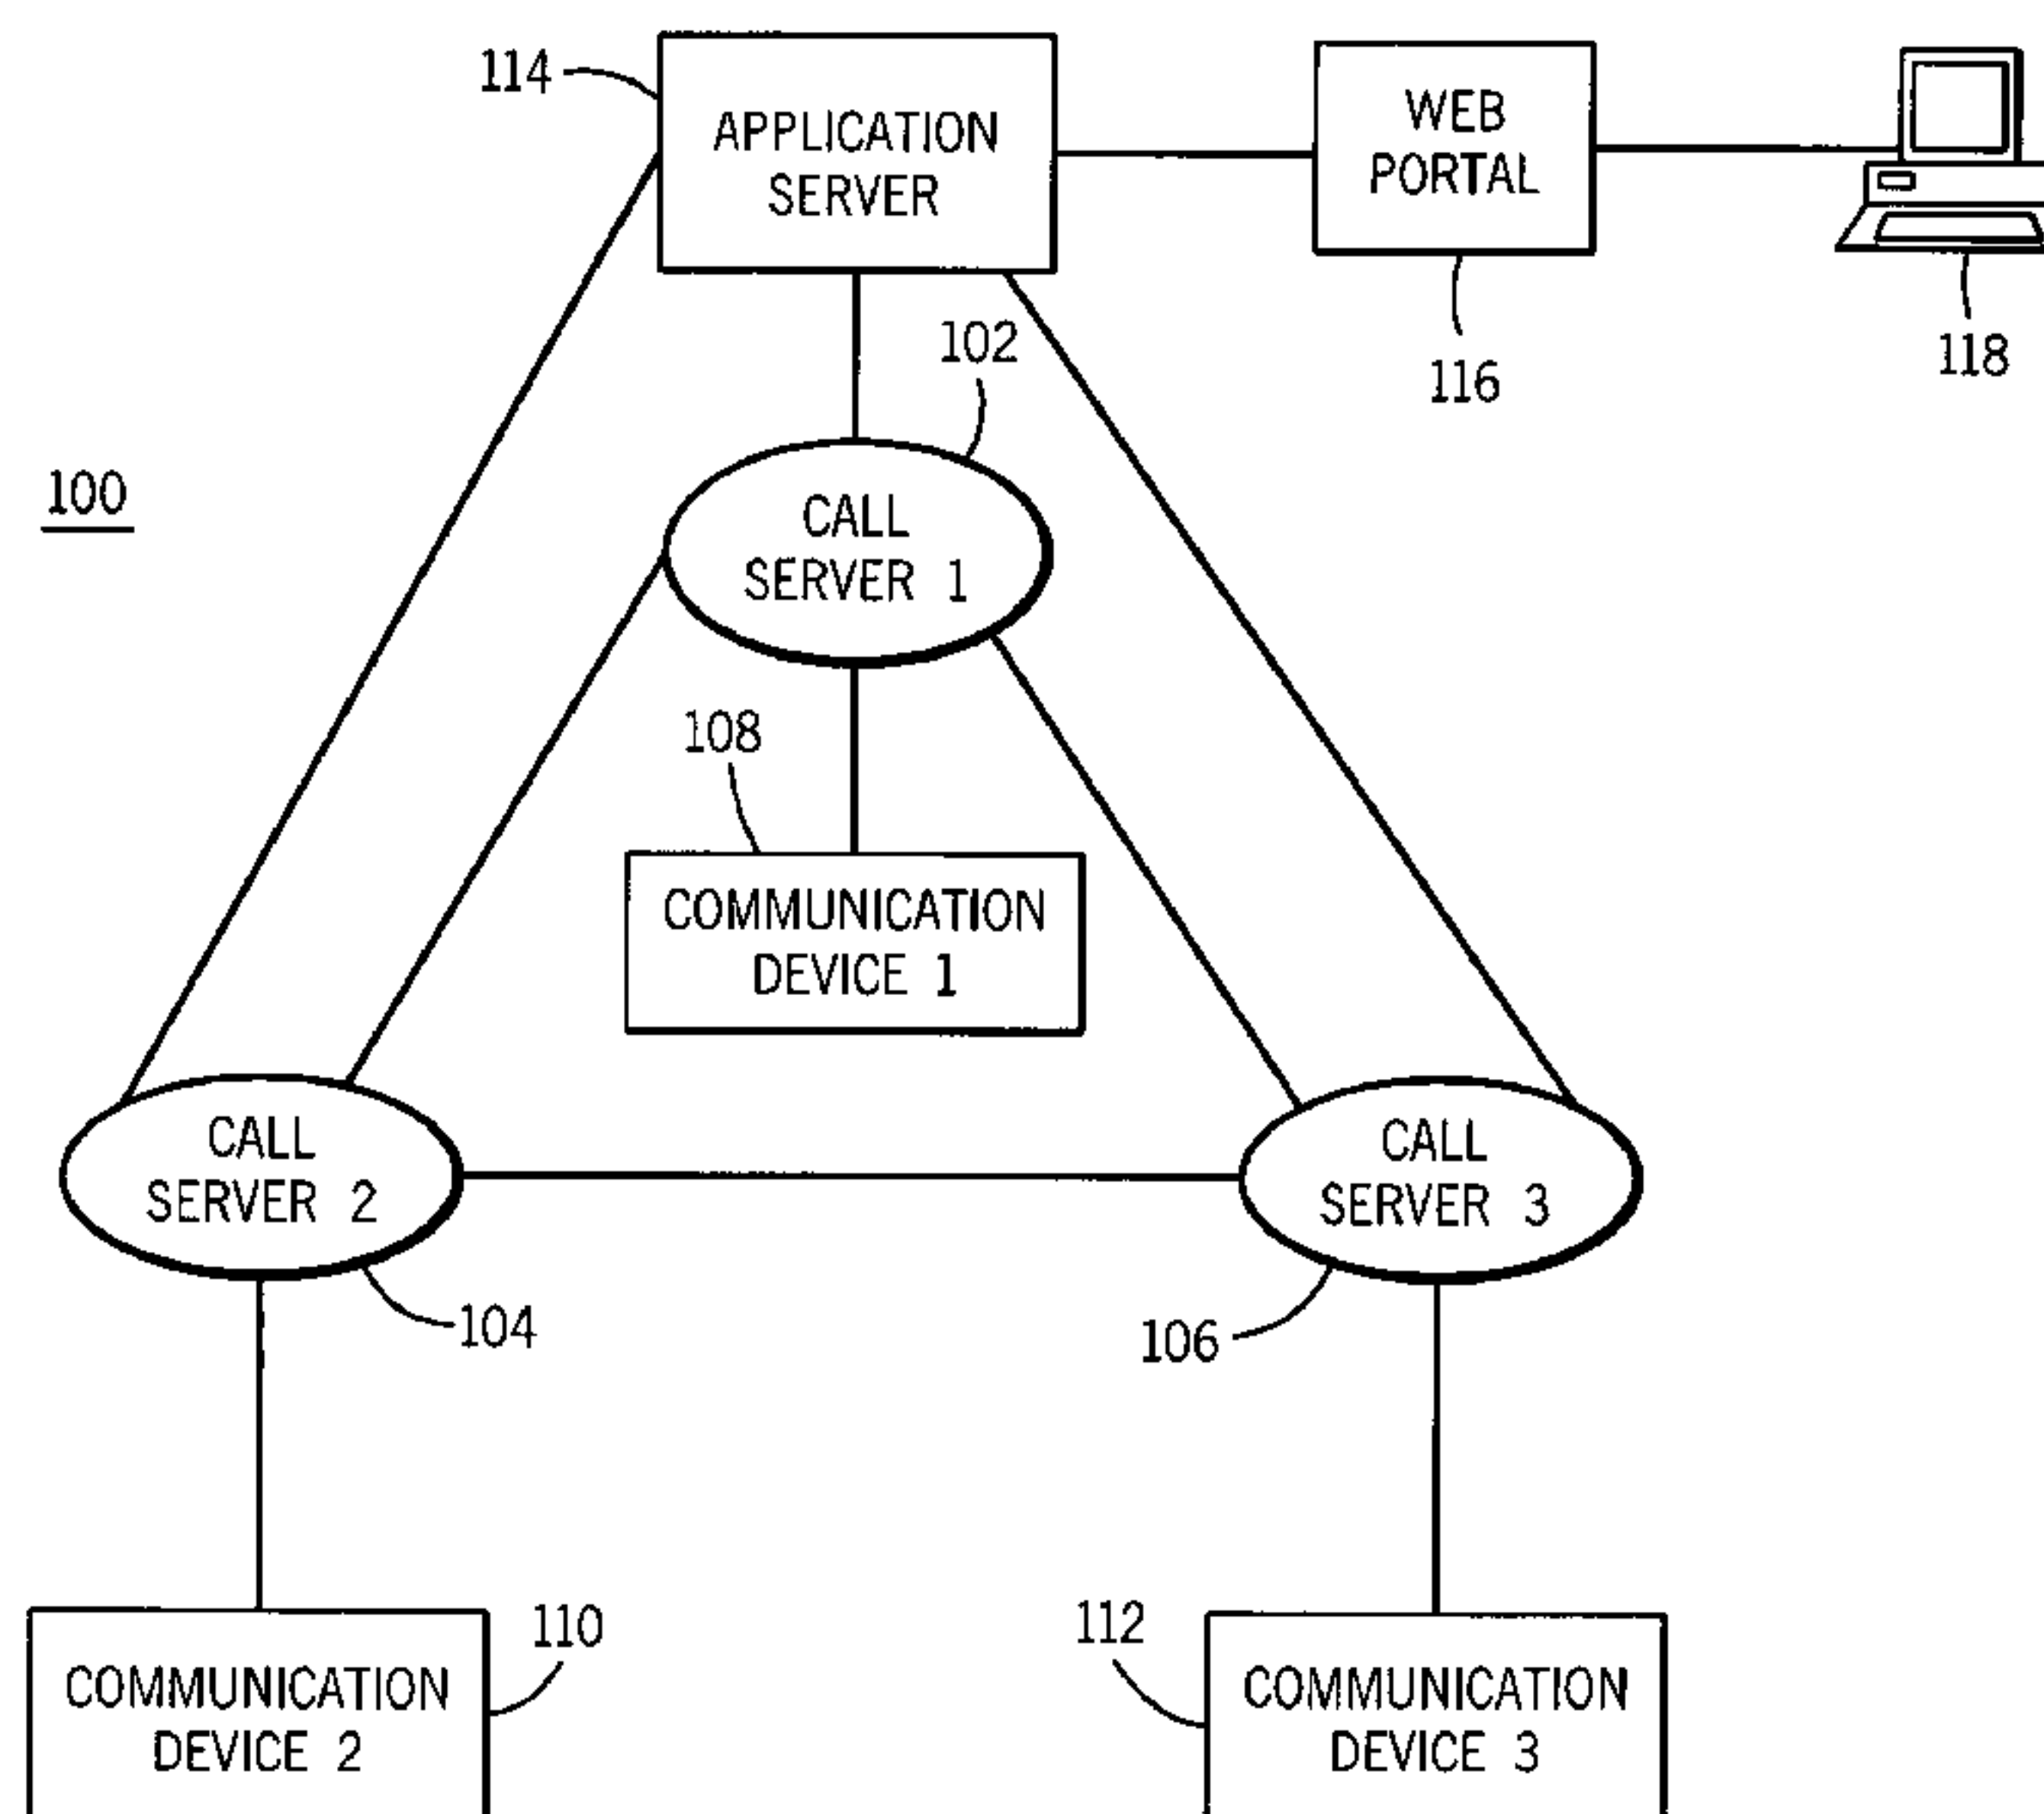 114
APPLICATION
SERVER
WEB
PORTAL
102
116
118
100
CALL
SERVER 1
108
COMMUNICATION
DEVICE 1
CALL
SERVER 2
CALL
SERVER 3
104
106
110
112
COMMUNICATION
DEVICE 2
COMMUNICATION
DEVICE 3